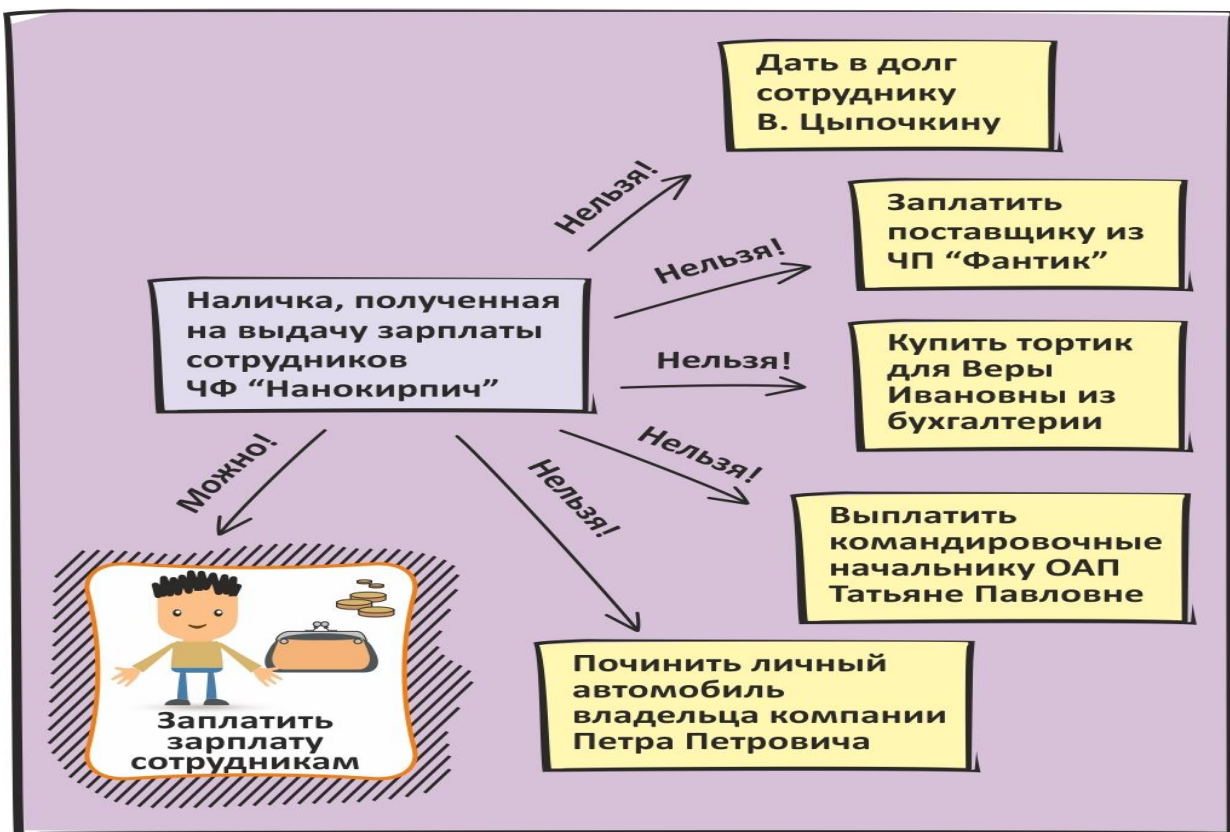 Дать в долг
сотруднику
В. Цыпочкину
Нельзя!
Заплатить
поставщику из
ЧП “Фантик”
Нельзя!
Наличка, полученная
на выдачу зарплаты
сотрудников
ЧФ “Нанокирпич”
Купить тортик
для Веры
Ивановны из
бухгалтерии
Нельзя!
Можно!
Нельзя!
Нельзя!
Выплатить
командировочные
начальнику ОАП
Татьяне Павловне
Починить личный
автомобиль
владельца компании
Петра Петровича
Заплатить
зарплату
сотрудникам